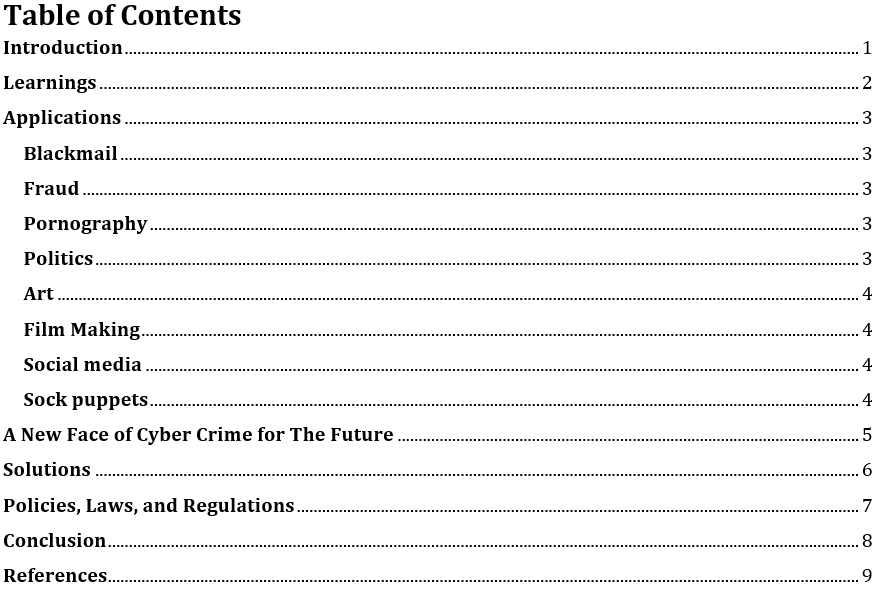 Table of Contents
Introduction........................................ 1
Learnings........................................ 2
Applications........................................ 3
Blackmail........................................ 3
Fraud........................................ 3
Pornography........................................ 3
Politics........................................ 3
Art........................................ 4
Film Making........................................ 4
Social media........................................ 4
Sock puppets........................................ 4
A New Face of Cyber Crime for The Future........................................ 5
Solutions........................................ 6
Policies, Laws, and Regulations........................................ 7
Conclusion........................................ 8
References........................................ 9